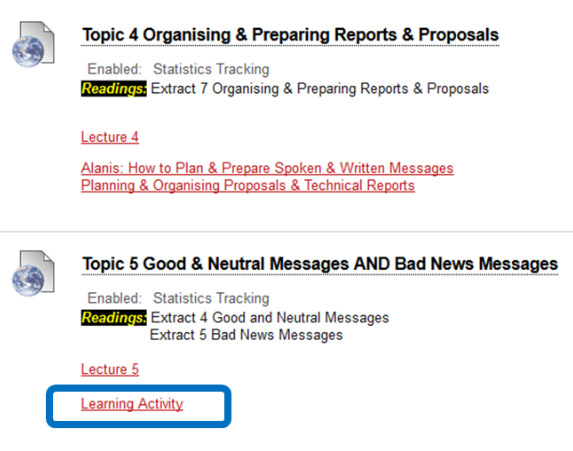 Topic 4 Organising & Preparing Reports & Proposals
Enabled: Statistics Tracking
Readings: Extract 7 Organising & Preparing Reports & Proposals
Lecture 4
Alanis: How to Plan & Prepare Spoken & Written Messages
Planning & Organising Proposals & Technical Reports
Topic 5 Good & Neutral Messages AND Bad News Messages
Enabled: Statistics Tracking
Readings: Extract 4 Good and Neutral Messages
Extract 5 Bad News Messages
Lecture 5
Learning Activity